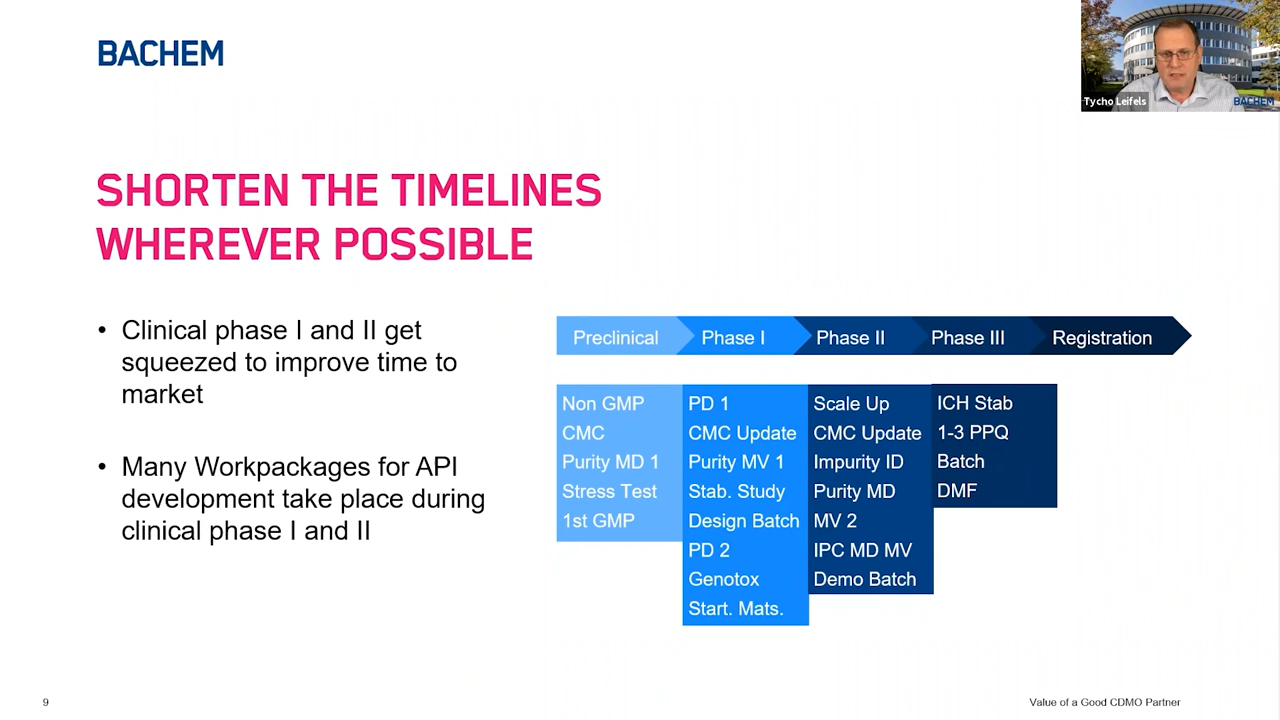 BACHEM
Tycho Leifels
BACHEM
SHORTEN THE TIMELINES
WHEREVER POSSIBLE
• Clinical phase I and II get
squeezed to improve time to
market
• Many Workpackages for API
development take place during
clinical phase I and II
Preclinical
Phase I
Phase II
Phase III
Registration
Non GMP
CMC
Purity MD 1
Stress Test
1st GMP
PD 1
CMC Update
Purity MV 1
Stab. Study
Design Batch
PD 2
Genotox
Start. Mats.
Scale Up
CMC Update
Impurity ID
Purity MD
MV 2
IPC MD MV
Demo Batch
ICH Stab
1-3 PPQ
Batch
DMF
9
Value of a Good CDMO Partner